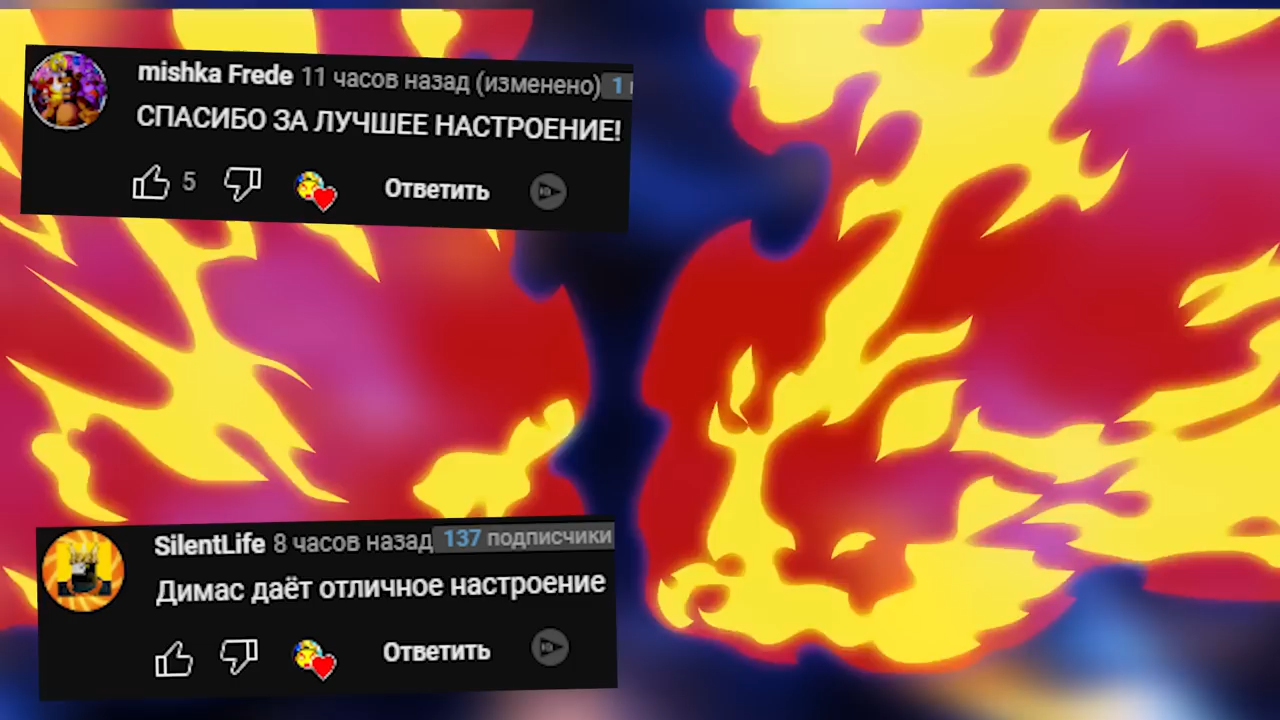 mishka Frede 11 часов назад (изменено) 1
СПАСИБО ЗА ЛУЧШЕЕ НАСТРОЕНИЕ!
5 Ответить
SilentLife 8 часов назад 137 подписчики
Димас даёт отличное настроение
Ответить